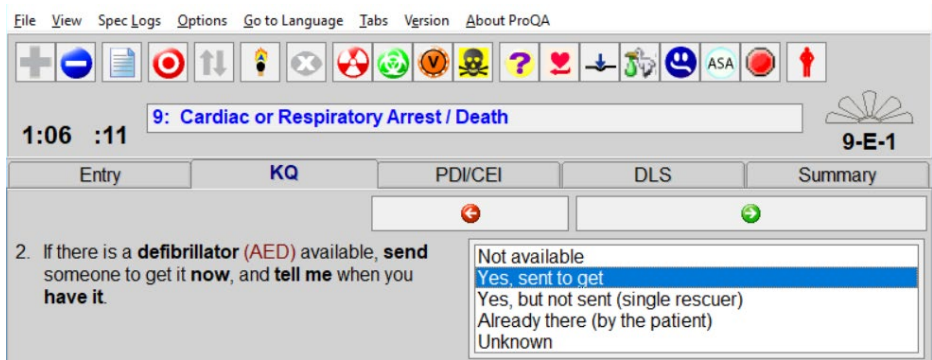 File View Spec Logs Options Go to Language Tabs Version About ProQA
V ? ASA
9: Cardiac or Respiratory Arrest / Death
1:06 :11
9-E-1
Entry KQ PDI/CEI DLS Summary
2. If there is a defibrillator (AED) available, send
someone to get it now, and tell me when you
have it.
Not available
Yes, sent to get
Yes, but not sent (single rescuer)
Already there (by the patient)
Unknown